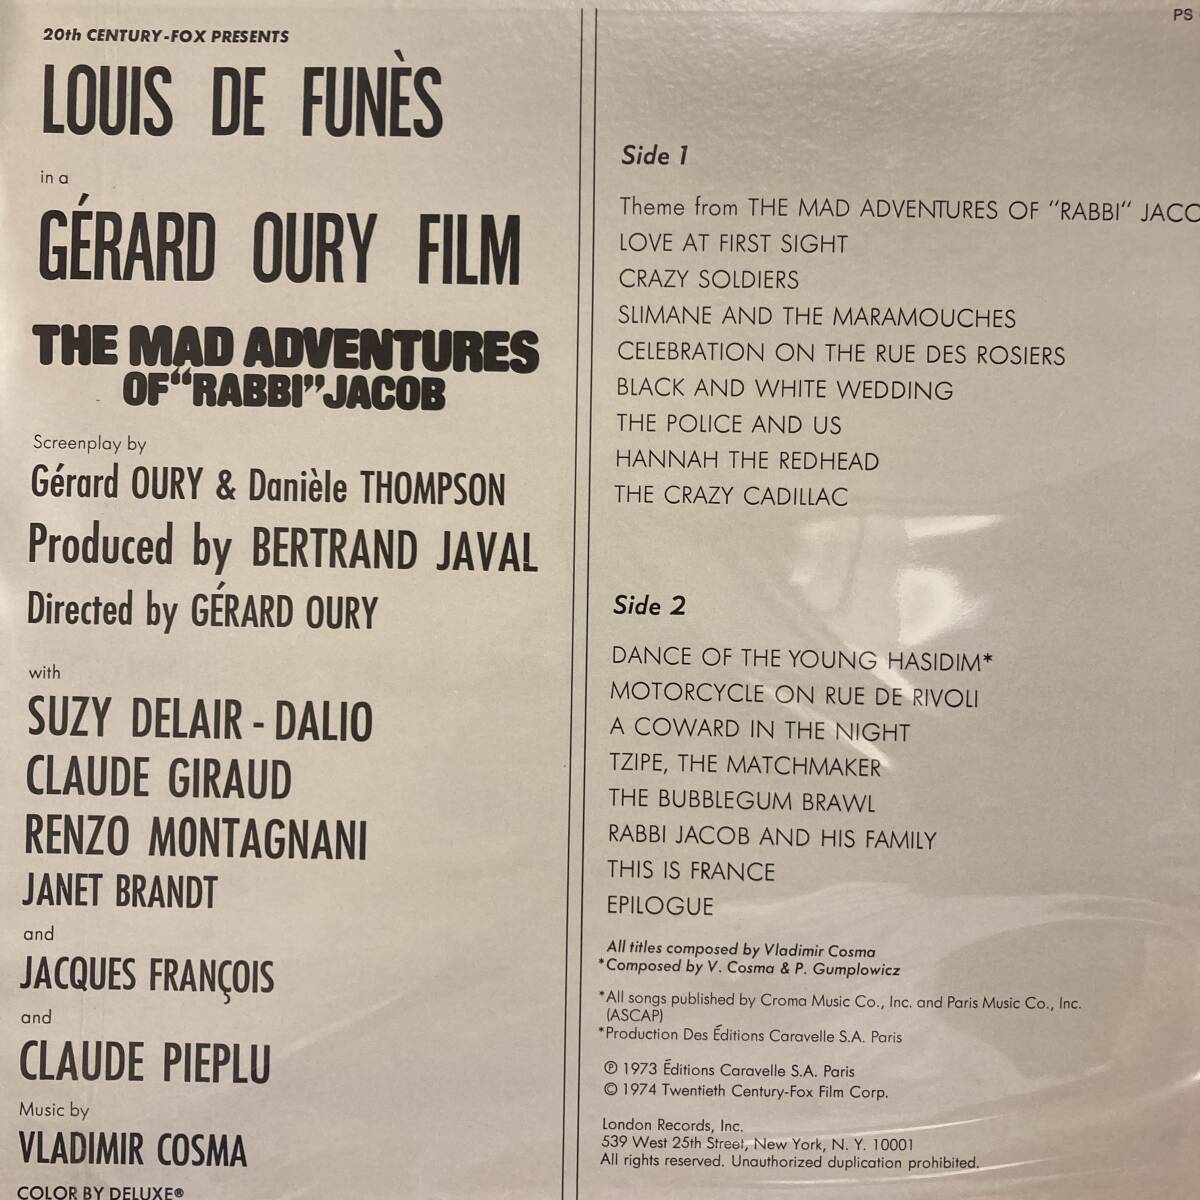 20th CENTURY-FOX PRESENTS
LOUIS DE FUNÈS
in a
GÉRARD OURY FILM
THE MAD ADVENTURES
OF "RABBI" JACOB
Screenplay by
Gérard OURY & Danièle THOMPSON
Produced by BERTRAND JAVAL
Directed by GÉRARD OURY
with
SUZY DELAIR - DALIO
CLAUDE GIRAUD
RENZO MONTAGNANI
JANET BRANDT
and
JACQUES FRANÇOIS
and
CLAUDE PIEPLU
Music by
VLADIMIR COSMA
COLOR BY DELUXE®
PS
Side 1
Theme from THE MAD ADVENTURES OF "RABBI" JACO
LOVE AT FIRST SIGHT
CRAZY SOLDIERS
SLIMANE AND THE MARAMOUCHES
CELEBRATION ON THE RUE DES ROSIERS
BLACK AND WHITE WEDDING
THE POLICE AND US
HANNAH THE REDHEAD
THE CRAZY CADILLAC
Side 2
DANCE OF THE YOUNG HASIDIM*
MOTORCYCLE ON RUE DE RIVOLI
A COWARD IN THE NIGHT
TZIPE, THE MATCHMAKER
THE BUBBLEGUM BRAWL
RABBI JACOB AND HIS FAMILY
THIS IS FRANCE
EPILOGUE
All titles composed by Vladimir Cosma
*Composed by V. Cosma & P. Gumplowicz
*All songs published by Croma Music Co., Inc. and Paris Music Co., Inc.
(ASCAP)
*Production Des Éditions Caravelle S.A. Paris
℗ 1973 Éditions Caravelle S.A. Paris
© 1974 Twentieth Century-Fox Film Corp.
London Records, Inc.
539 West 25th Street, New York, N. Y. 10001
All rights reserved. Unauthorized duplication prohibited.